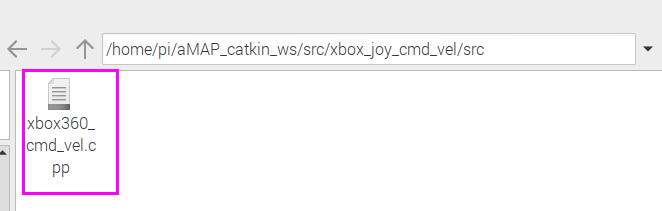 /home/pi/aMAP_catkin_ws/src/xbox_joy_cmd_vel/src
xbox360_
cmd_vel.c
pp